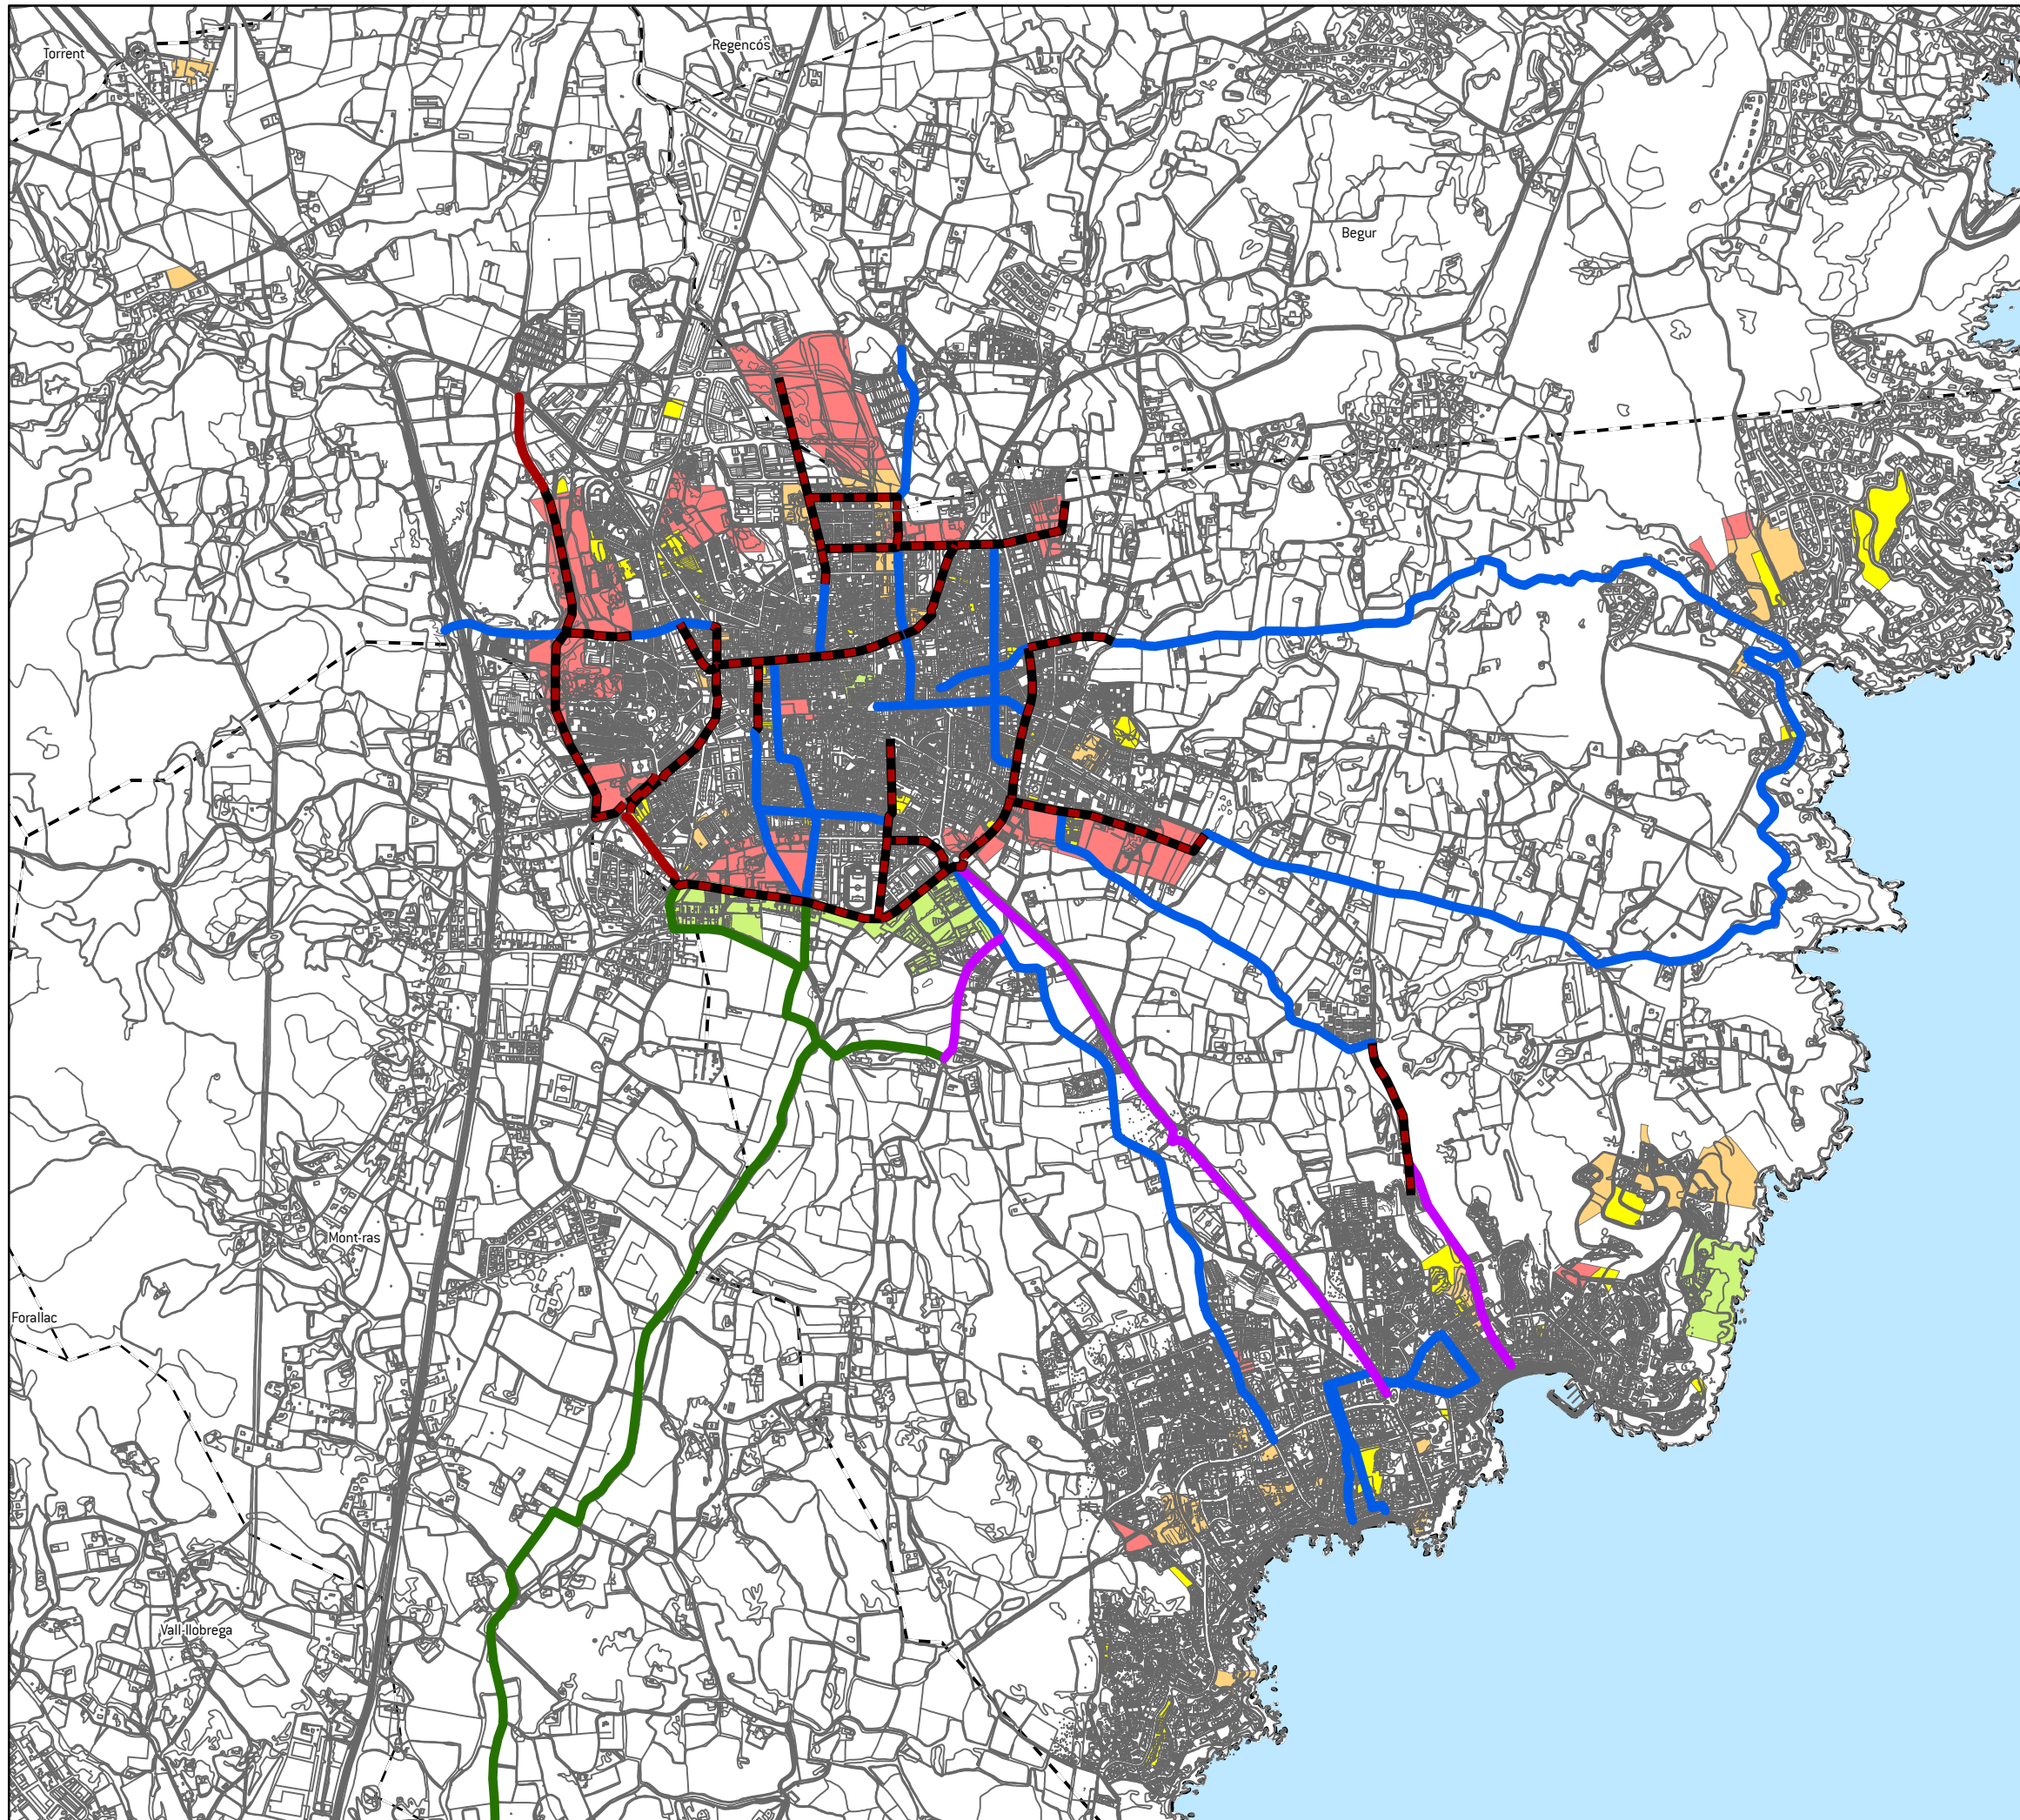 Torrent
Regencós
Begur
Mont-ras
Forallac
Vall-llobrega